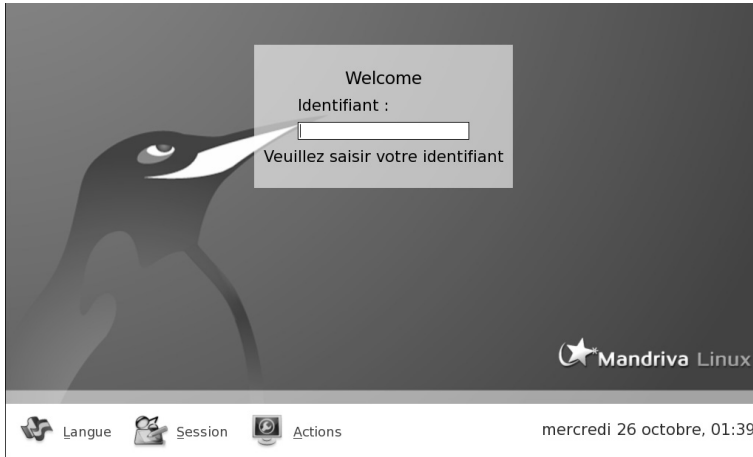 Welcome
Identifiant :
Veuillez saisir votre identifiant
Mandriva Linux
Langue
Session
Actions
mercredi 26 octobre, 01:39